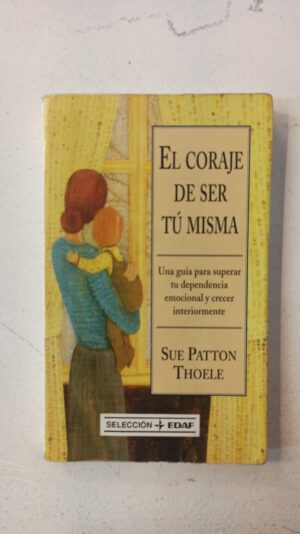 EL CORAJE
DE SER
TÚ MISMA
Una guía para superar
tu dependencia
emocional y crecer
interiormente
SUE PATTON
THOELE
SELECCIÓN EDAF